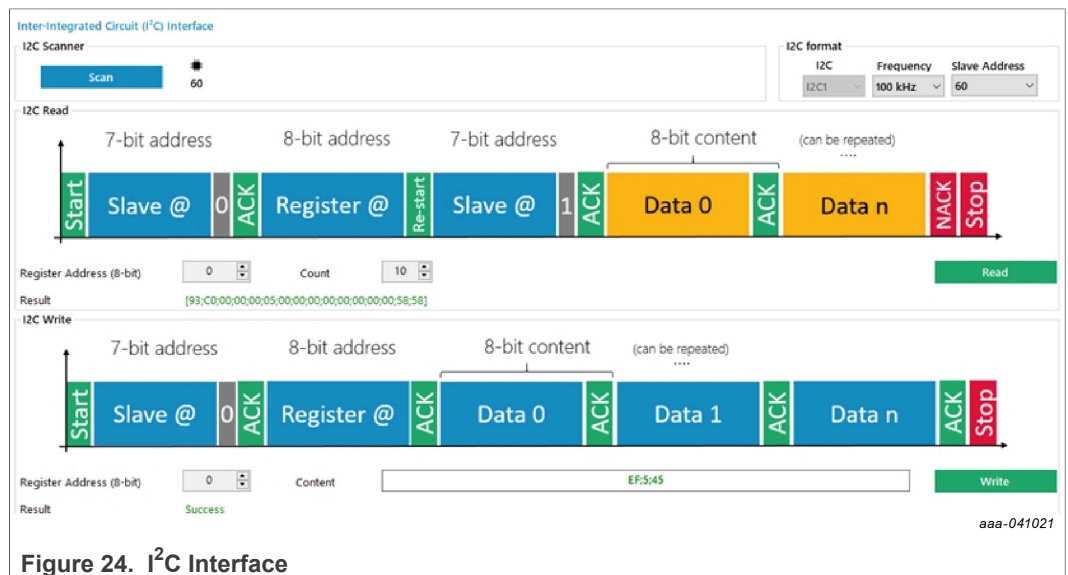 Inter-Integrated Circuit (I²C) Interface
I2C Scanner
Scan
60
I2C format
I2C
Frequency
Slave Address
I2C1
100 kHz
60
I2C Read
7-bit address
8-bit address
7-bit address
8-bit content
(can be repeated)
....
Start
Slave @
0
ACK
Register @
Re-start
Slave @
1
ACK
Data 0
ACK
Data n
NACK
Stop
Register Address (8-bit)
0
Count
10
Read
Result
[93;C0;00;00;00;05;00;00;00;00;00;00;00;00;58;58]
I2C Write
7-bit address
8-bit address
8-bit content
(can be repeated)
....
Start
Slave @
0
ACK
Register @
ACK
Data 0
ACK
Data 1
ACK
Data n
ACK
Stop
Register Address (8-bit)
0
Content
EF;5;45
Write
Result
Success
aaa-041021
Figure 24. I²C Interface